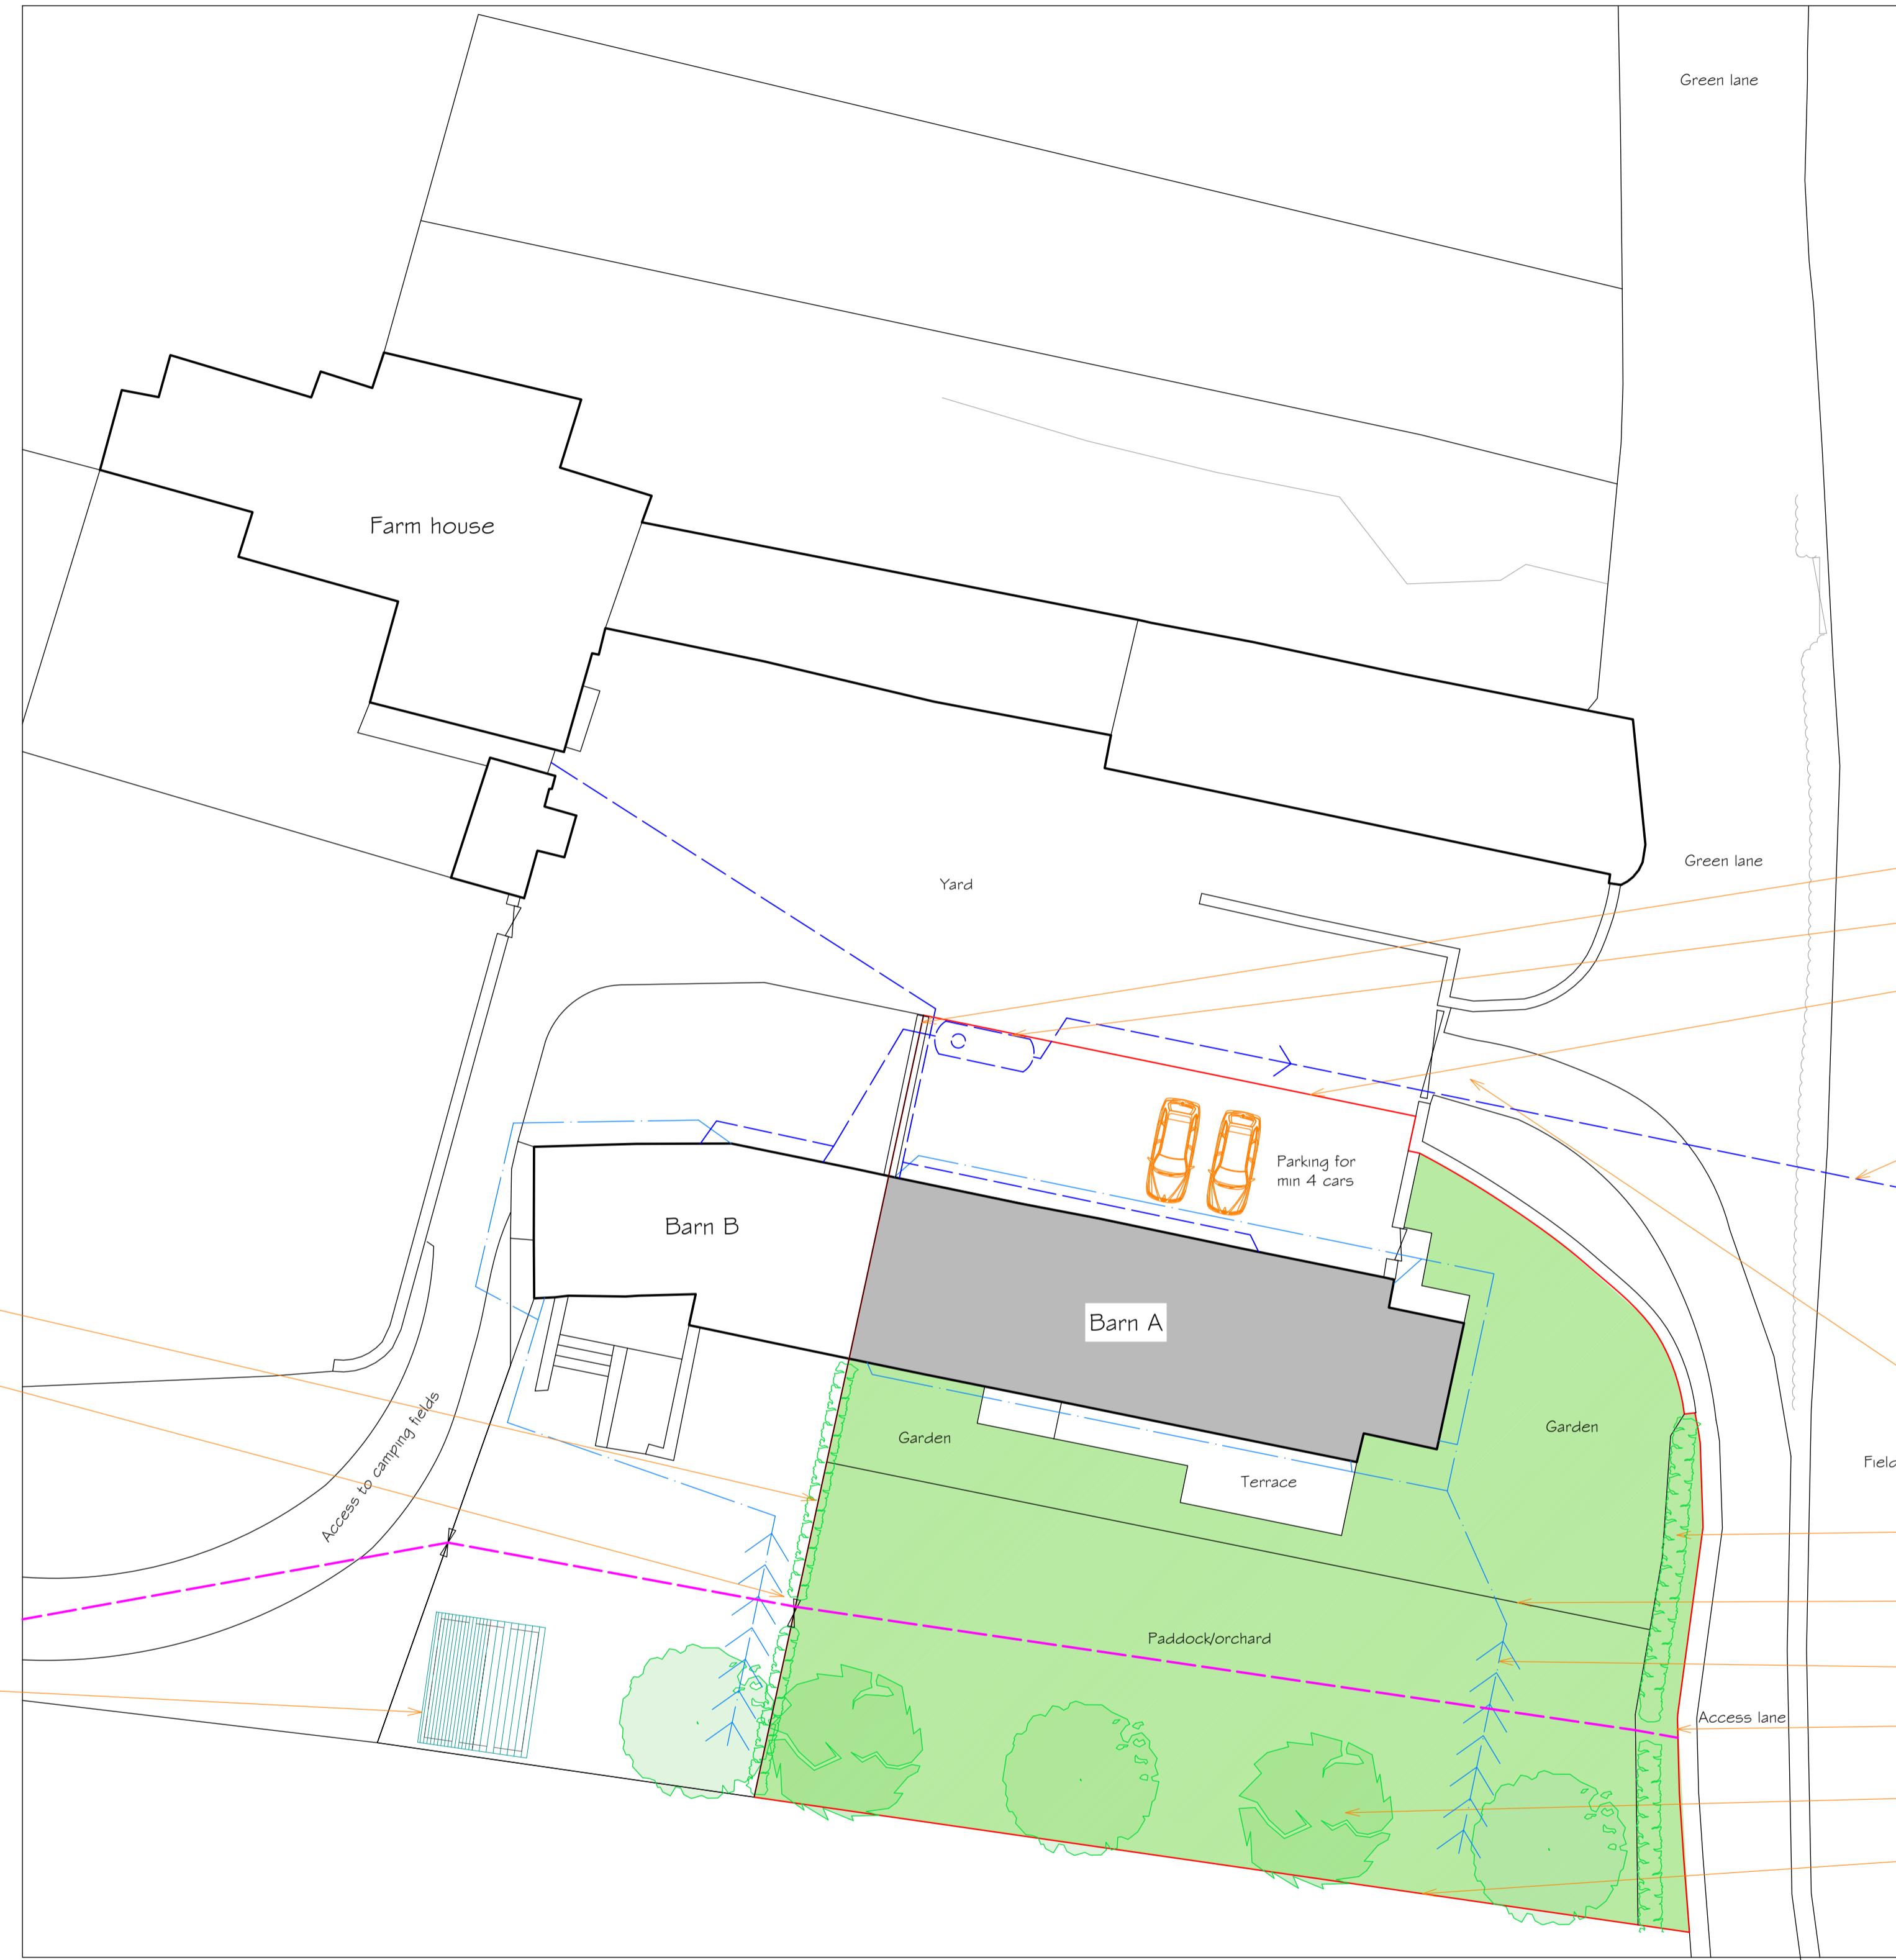 Green lane
Farm house
Green lane
Yard
Parking for
min 4 cars
Barn B
Barn A
Access to camping fields
Garden
Garden
Field
Terrace
Paddock/orchard
Access lane